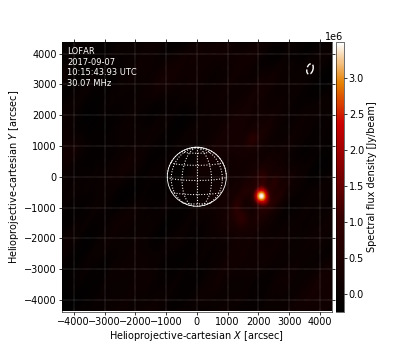 1e6
LOFAR
2017-09-07
10:15:43.93 UTC
30.07 MHz
4000
3000
2000
1000
0
−1000
−2000
−3000
−4000
Helioprojective-cartesian Y [arcsec]
3.0
2.5
2.0
1.5
1.0
0.5
0.0
Spectral flux density [Jy/beam]
−4000−3000−2000−1000 0 1000 2000 3000 4000
Helioprojective-cartesian X [arcsec]